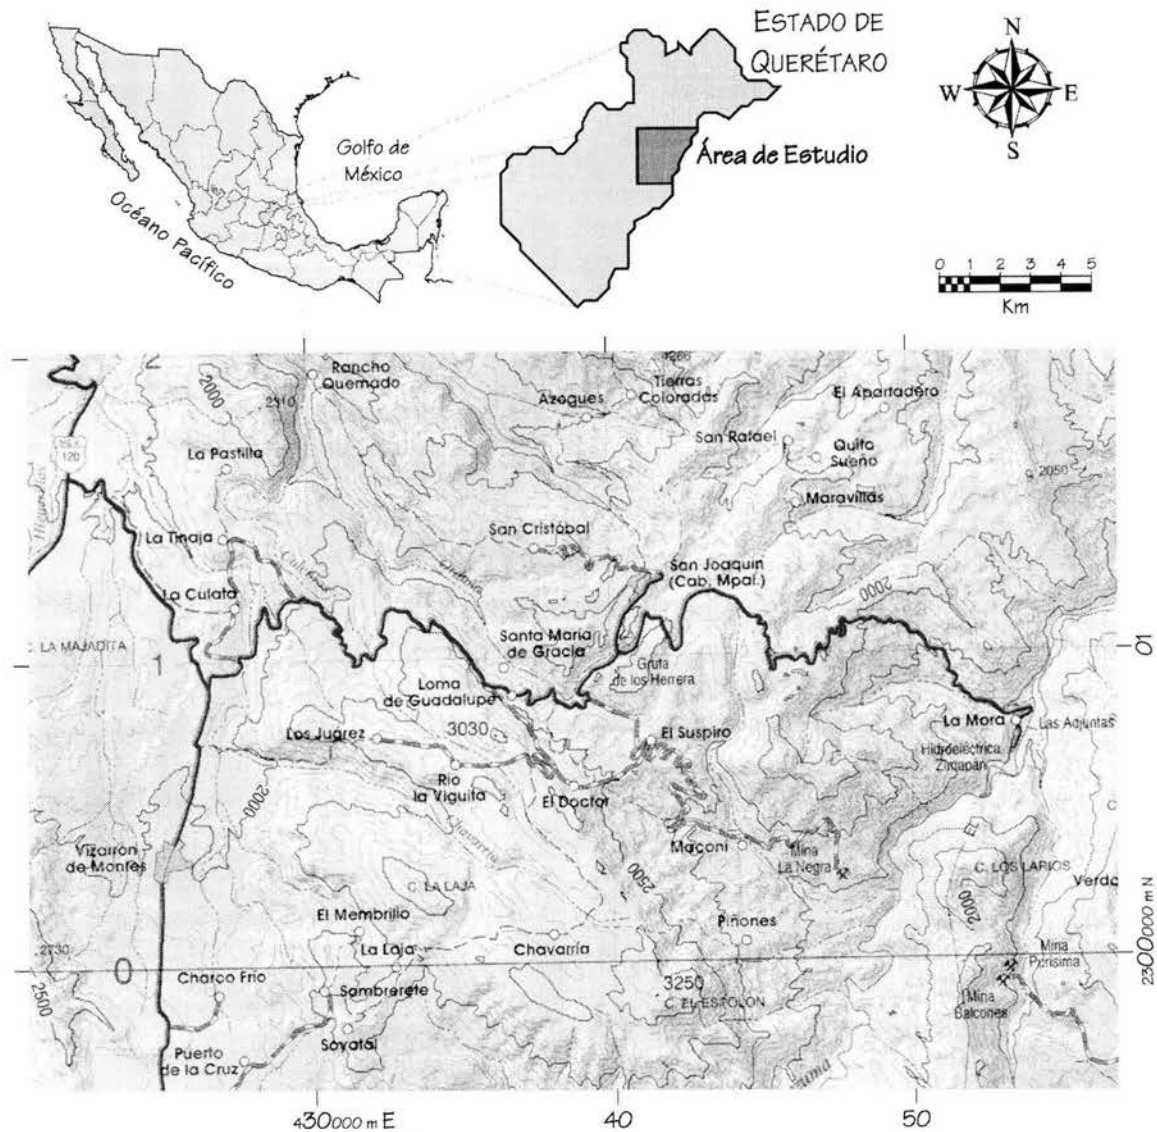 ESTADO DE
QUERÉTARO
Área de Estudio
Golfo de
México
Océano Pacífico
N
W E
S
0 1 2 3 4 5
Km
Rancho
Quemado
2000
2310
4286
Tierras
Coloradas
Azogues
El Apartadero
120
La Pastilla
San Rafael
Quito
Sueño
2050
Maravillas
La Tinaja
San Cristóbal
San Joaquín
(Cab. Mpal.)
2000
La Culata
C. LA MAJADITA
Santa María
de Gracia
Gruta
de los Herrera
01
1
Loma
de Guadalupe
3030
Los Juárez
El Suspiro
La Mora
Las Adjuntas
Hidroeléctrica
Zimapán
Río
la Viguita
El Doctor
2000
Vizarrón
de Montes
Maconí
Mina
La Negra
2500
C. LA LAJA
C. LOS LARIOS
2000
Verdo
El Membrillo
Piñones
2730
La Laja
Chavarría
Mina
Purísima
2500
0
Charco Frío
Sombrerete
3250
C. EL ESTOLÓN
Mina
Balcones
Soyatal
Puerto
de la Cruz
2300000 m N
430000 m E 40 50